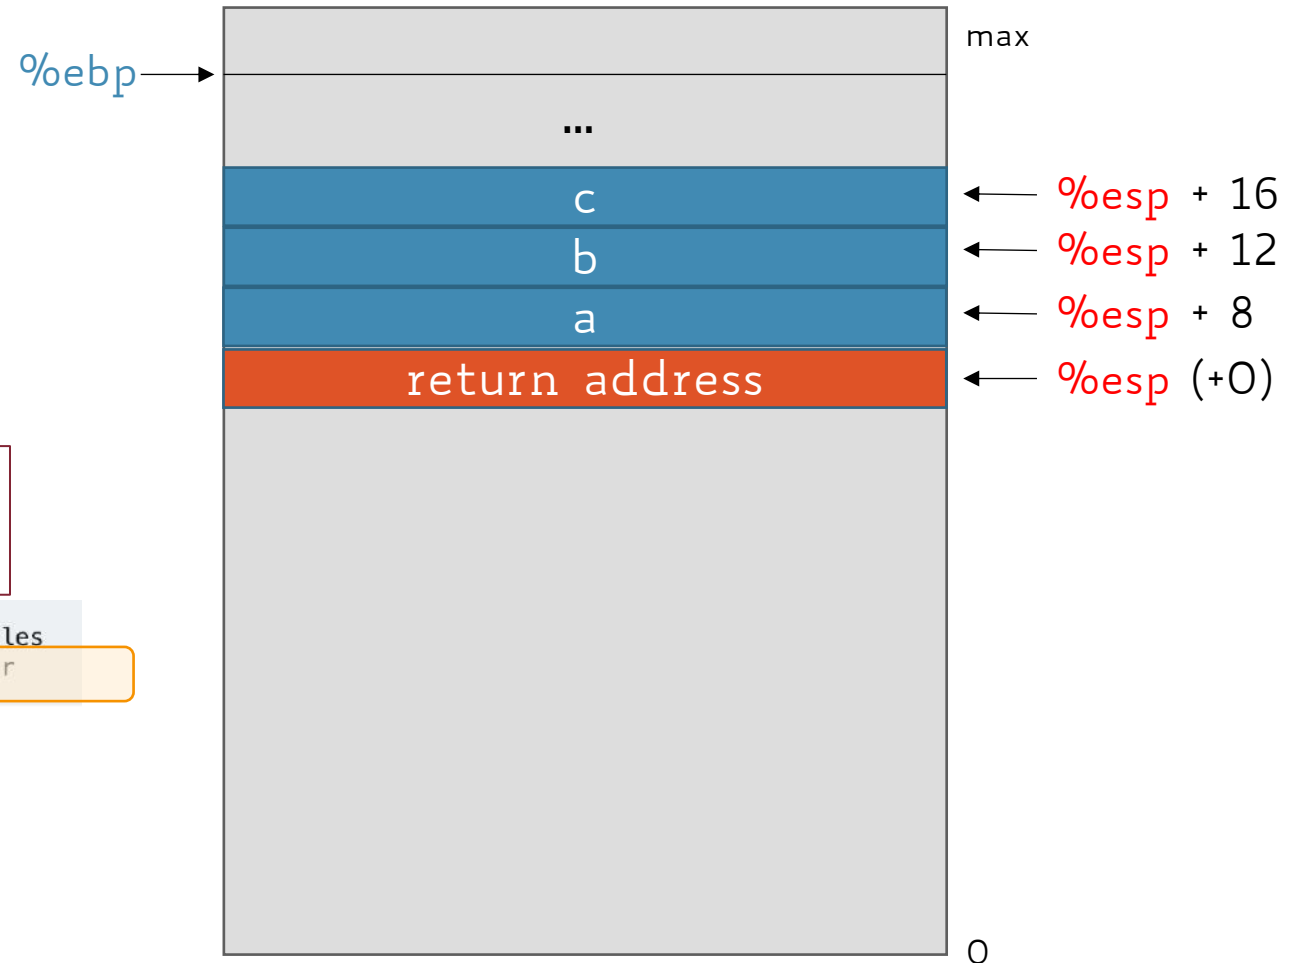 max
%ebp
...
c
%esp + 16
b
%esp + 12
a
%esp + 8
return address
%esp (+0)
les
r
0